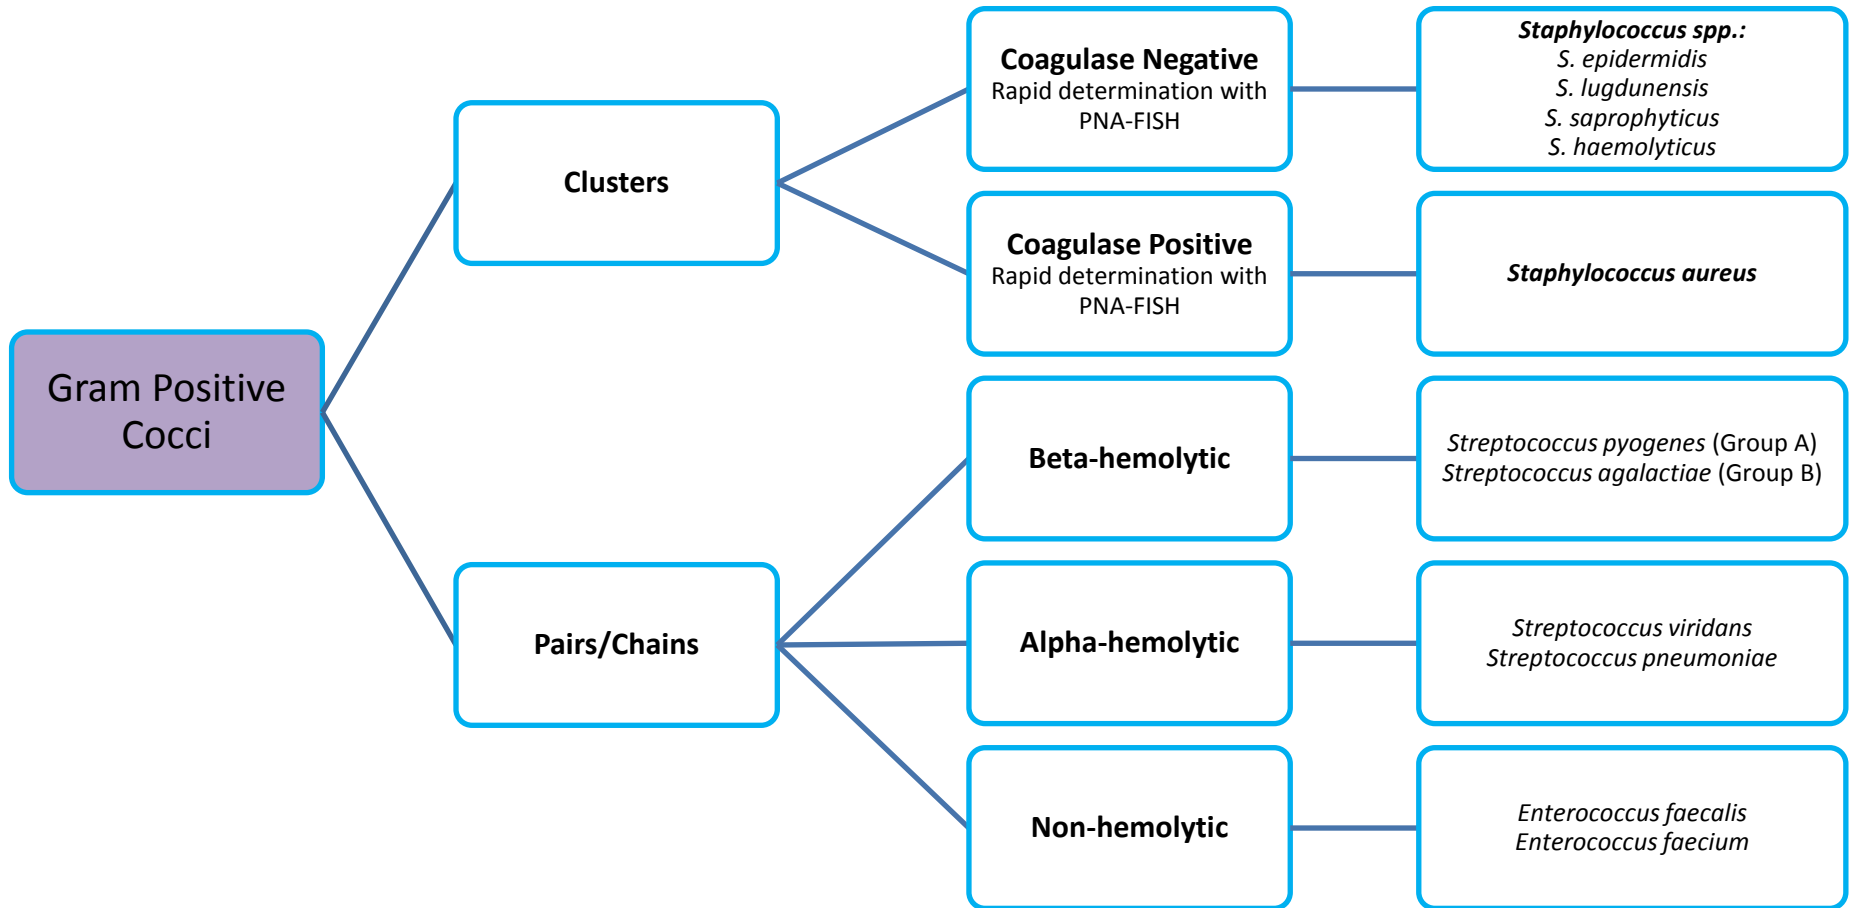 Gram Positive
Cocci
Clusters
Pairs/Chains
Coagulase Negative
Rapid determination with
PNA-FISH
Coagulase Positive
Rapid determination with
PNA-FISH
Beta-hemolytic
Alpha-hemolytic
Non-hemolytic
Staphylococcus spp.:
S. epidermidis
S. lugdunensis
S. saprophyticus
S. haemolyticus
Staphylococcus aureus
Streptococcus pyogenes (Group A)
Streptococcus agalactiae (Group B)
Streptococcus viridans
Streptococcus pneumoniae
Enterococcus faecalis
Enterococcus faecium